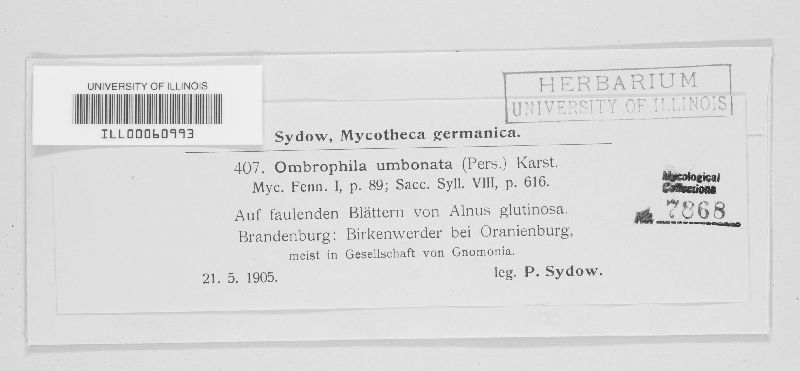 UNIVERSITY OF ILLINOIS
ILL00060993
HERBARIUM
UNIVERSITY OF ILLINOIS
Sydow, Mycotheca germanica.
407. Ombrophila umbonata (Pers.) Karst.
Myc. Fenn. I, p. 89; Sacc. Syll. VIII, p. 616.
Auf faulenden Blättern von Alnus glutinosa.
Brandenburg: Birkenwerder bei Oranienburg,
meist in Gesellschaft von Gnomonia.
21. 5. 1905. leg. P. Sydow.
Mycological
Collections
No. 7868